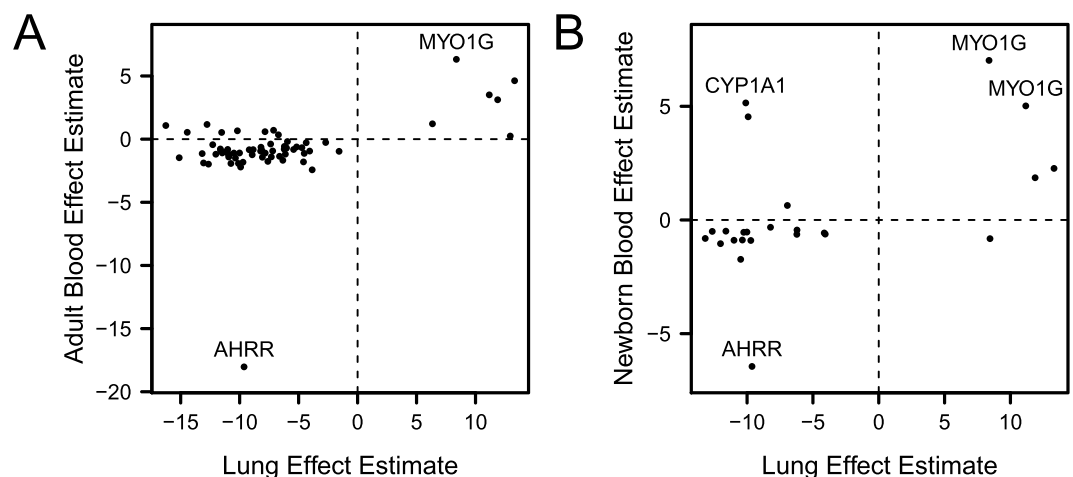 A
Adult Blood Effect Estimate
5
0
−5
−10
−15
−20
MYO1G
AHRR
−15 −10 −5 0 5 10
Lung Effect Estimate
B
Newborn Blood Effect Estimate
5
0
−5
MYO1G
CYP1A1
MYO1G
AHRR
−10 −5 0 5 10
Lung Effect Estimate